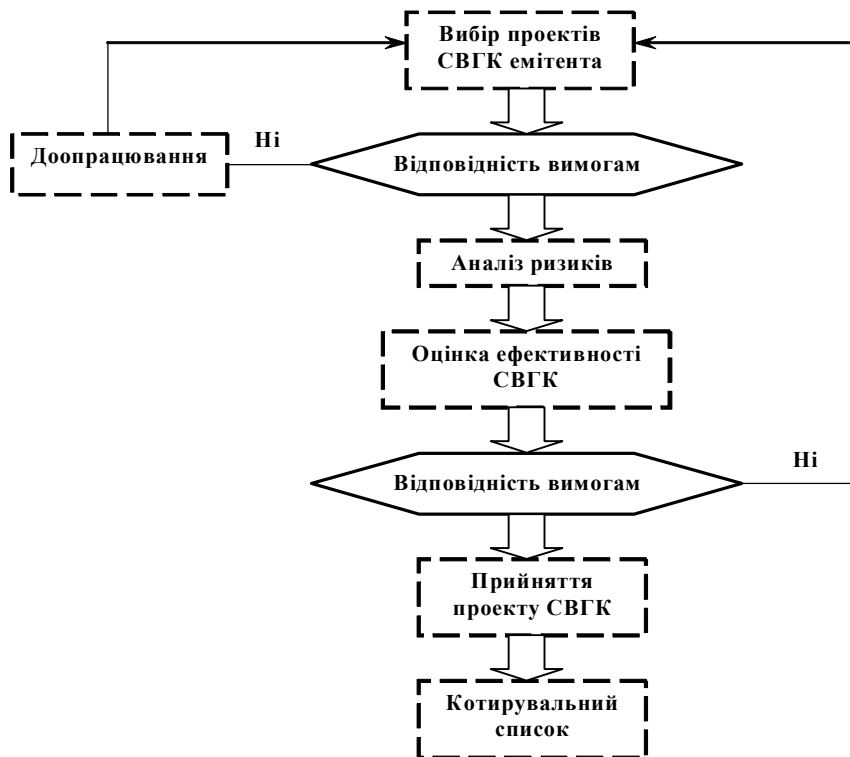 Вибір проектів
СВГК емітента
Ні
Доопрацювання
Відповідність вимогам
Аналіз ризиків
Оцінка ефективності
СВГК
Ні
Відповідність вимогам
Прийняття
проекту СВГК
Котирувальний
список